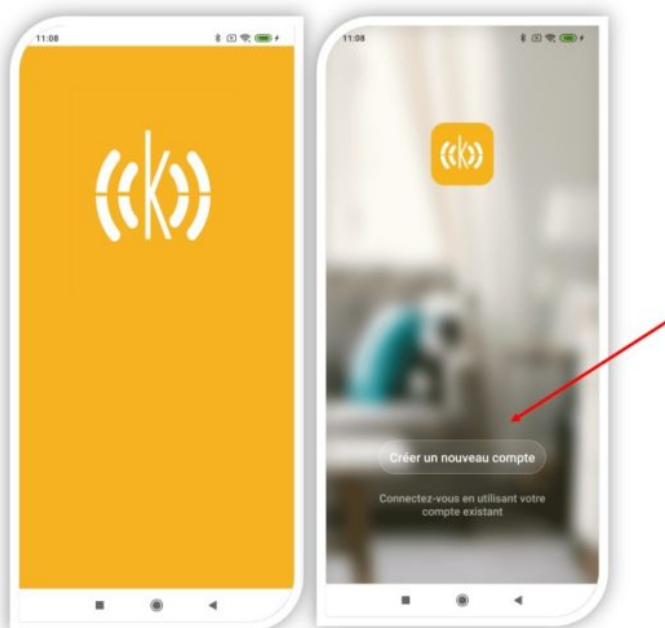 11:08
k
11:08
k
Créer un nouveau compte
Connectez-vous en utilisant votre
compte existant